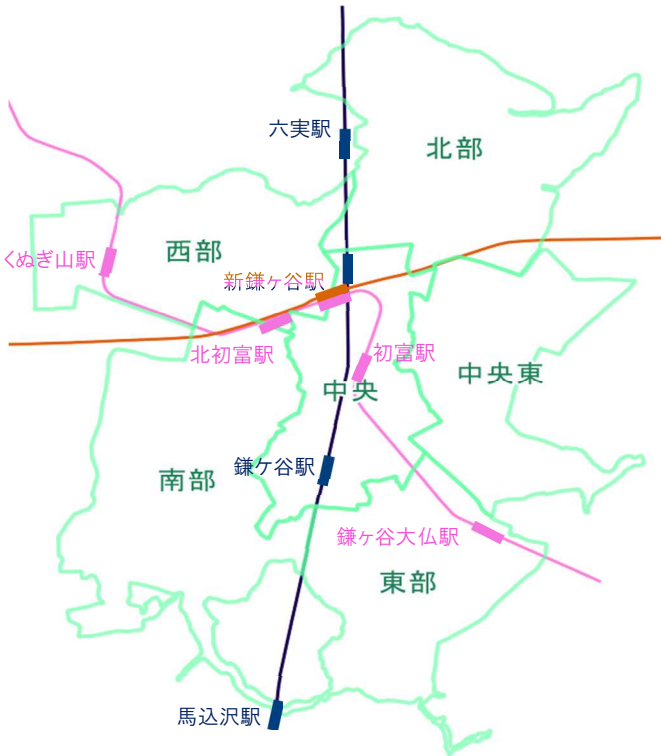 六実駅
北部
西部
くぬぎ山駅
新鎌ヶ谷駅
北初富駅
初富駅
中央東
中央
鎌ケ谷駅
南部
鎌ヶ谷大仏駅
東部
馬込沢駅